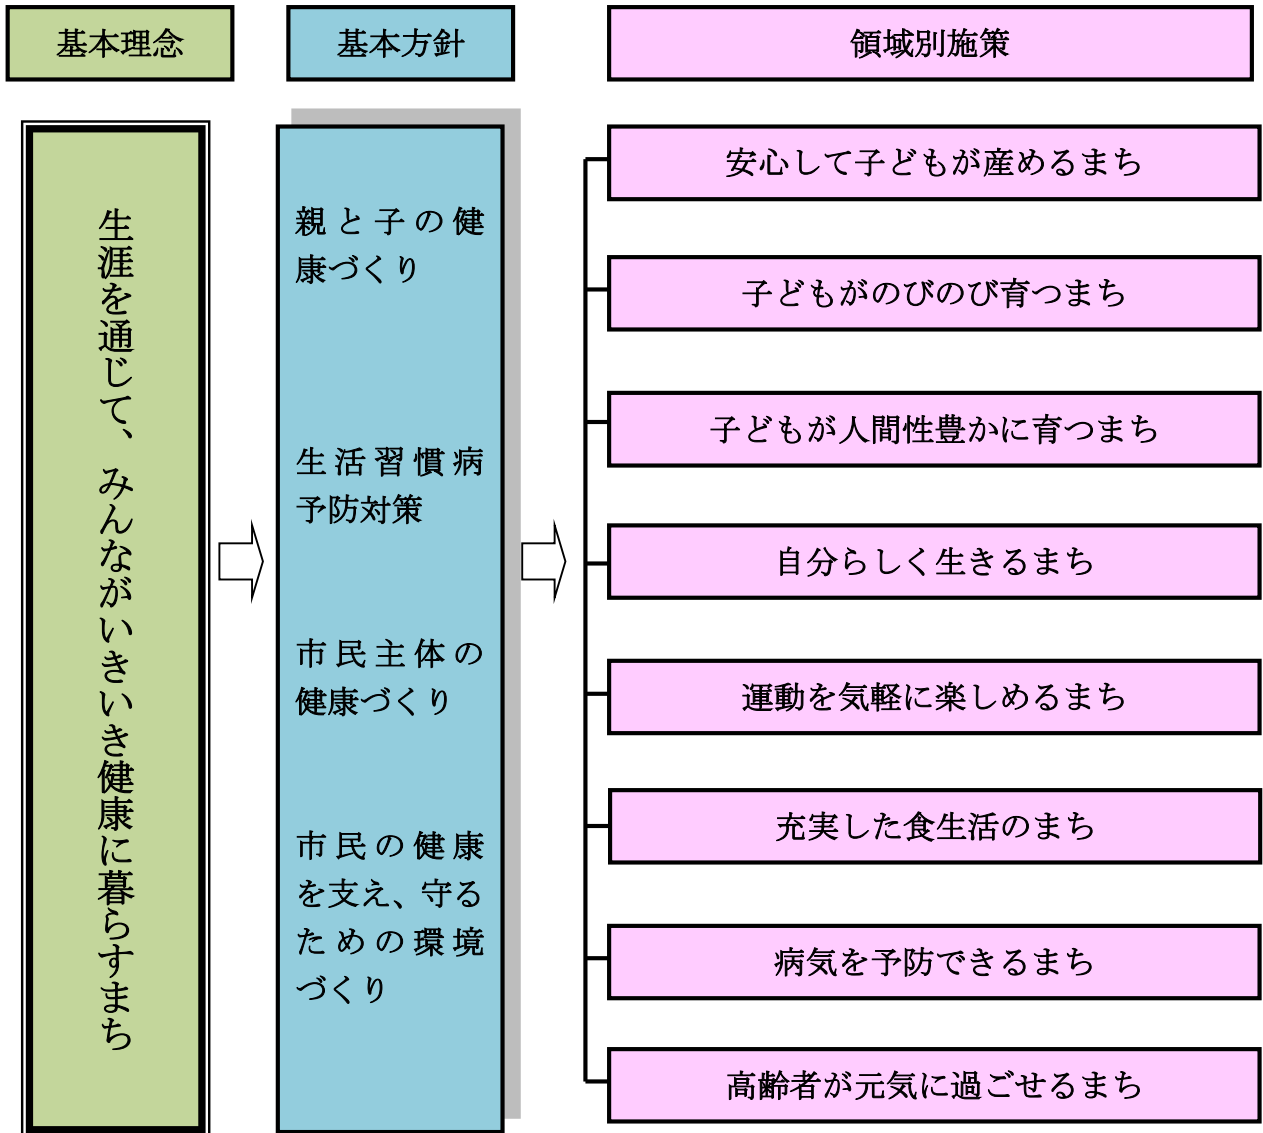 基本理念
基本方針
領域別施策
生涯を通じて、みんながいきいき健康に暮らすまち
親と子の健
康づくり
生活習慣病
予防対策
市民主体の
健康づくり
市民の健康
を支え、守る
ための環境
づくり
安心して子どもが産めるまち
子どもがのびのび育つまち
子どもが人間性豊かに育つまち
自分らしく生きるまち
運動を気軽に楽しめるまち
充実した食生活のまち
病気を予防できるまち
高齢者が元気に過ごせるまち